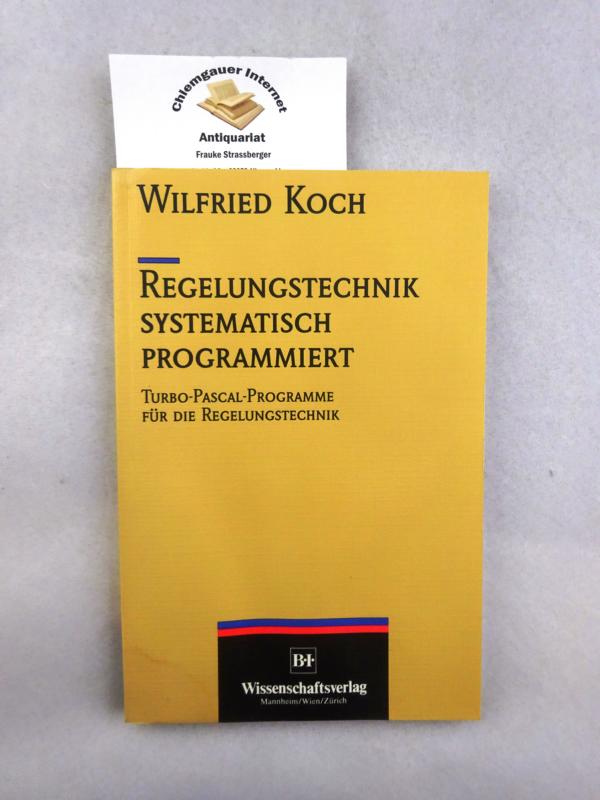 Chiemgauer Internet
Antiquariat
Frauke Strassberger
WILFRIED KOCH
REGELUNGSTECHNIK
SYSTEMATISCH
PROGRAMMIERT
TURBO-PASCAL-PROGRAMME
FÜR DIE REGELUNGSTECHNIK
B·I·
Wissenschaftsverlag
Mannheim/Wien/Zürich